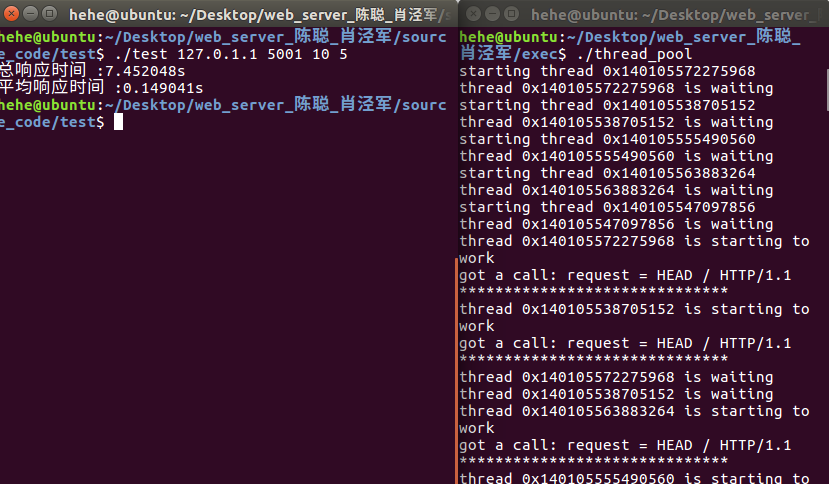 hehe@ubuntu: ~/Desktop/web_server_陈聪_肖泾军/s
hehe@ubuntu:~/Desktop/web_server_陈聪_肖泾军/sourc
e_code/test$ ./test 127.0.1.1 5001 10 5
总响应时间 :7.452048s
平均响应时间 :0.149041s
hehe@ubuntu:~/Desktop/web_server_陈聪_肖泾军/sourc
e_code/test$
hehe@ubuntu: ~/Desktop/web_server_
hehe@ubuntu:~/Desktop/web_server_陈聪_
肖泾军/exec$ ./thread_pool
starting thread 0x140105572275968
thread 0x140105572275968 is waiting
starting thread 0x140105538705152
thread 0x140105538705152 is waiting
starting thread 0x140105555490560
thread 0x140105555490560 is waiting
starting thread 0x140105563883264
thread 0x140105563883264 is waiting
starting thread 0x140105547097856
thread 0x140105547097856 is waiting
thread 0x140105572275968 is starting to
work
got a call: request = HEAD / HTTP/1.1
******************************
thread 0x140105538705152 is starting to
work
got a call: request = HEAD / HTTP/1.1
******************************
thread 0x140105572275968 is waiting
thread 0x140105538705152 is waiting
thread 0x140105563883264 is starting to
work
got a call: request = HEAD / HTTP/1.1
******************************
thread 0x140105555490560 is starting to